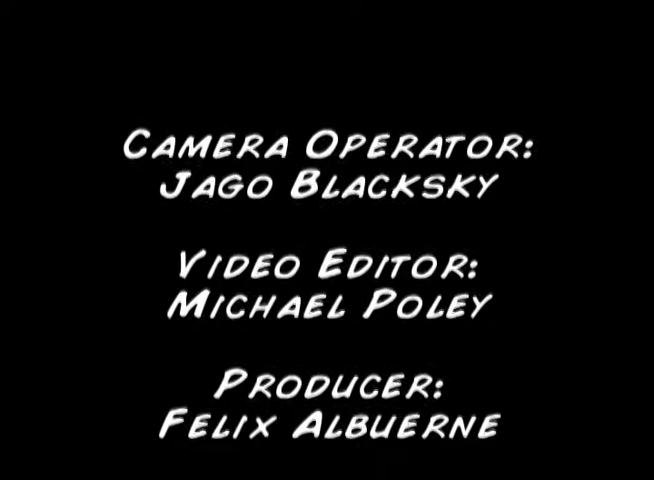 CAMERA OPERATOR:
JAGO BLACKSKY
VIDEO EDITOR:
MICHAEL POLEY
PRODUCER:
FELIX ALBUERNE